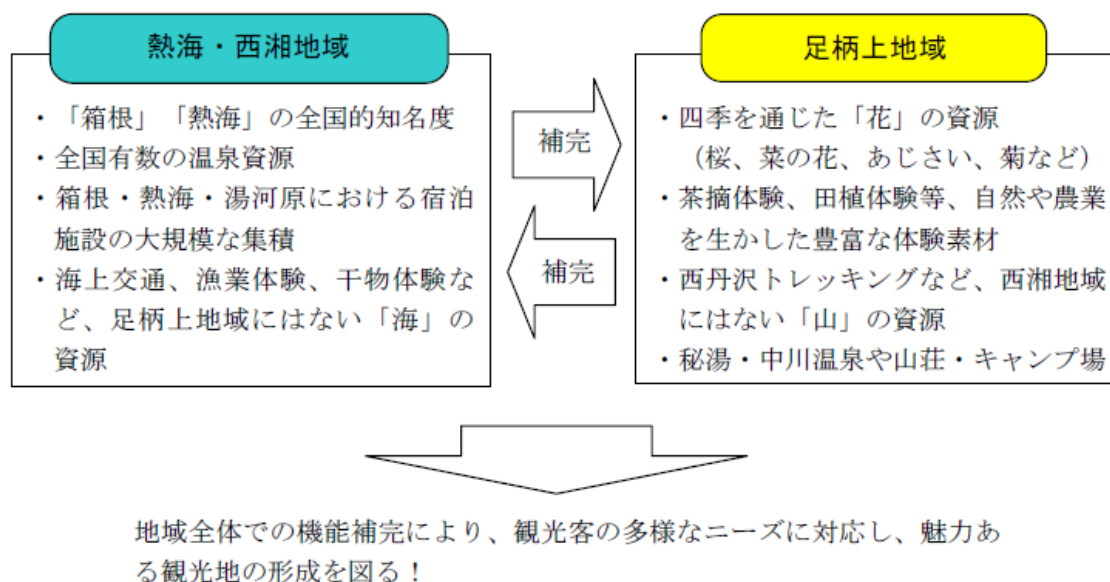 熱海・西湘地域
・「箱根」「熱海」の全国的知名度
・全国有数の温泉資源
・箱根・熱海・湯河原における宿泊
施設の大規模な集積
・海上交通、漁業体験、干物体験な
ど、足柄上地域にはない「海」の
資源
補完
補完
足柄上地域
・四季を通じた「花」の資源
（桜、菜の花、あじさい、菊など）
・茶摘体験、田植体験等、自然や農業
を生かした豊富な体験素材
・西丹沢トレッキングなど、西湘地域
にはない「山」の資源
・秘湯・中川温泉や山荘・キャンプ場
地域全体での機能補完により、観光客の多様なニーズに対応し、魅力あ
る観光地の形成を図る！